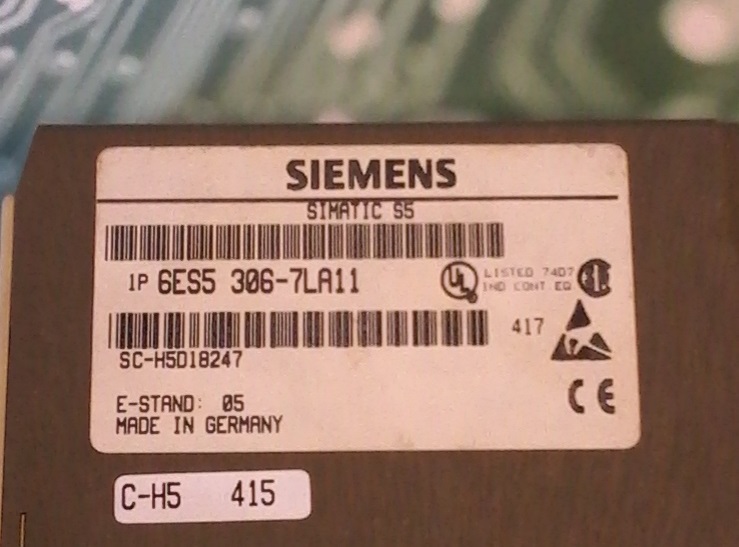 SIEMENS
SIMATIC S5
1P 6ES5 306-7LA11
UL LISTED 74D7
IND CONT EQ
417
SC-H5D18247
E-STAND: 05
MADE IN GERMANY
CE
C-H5 415